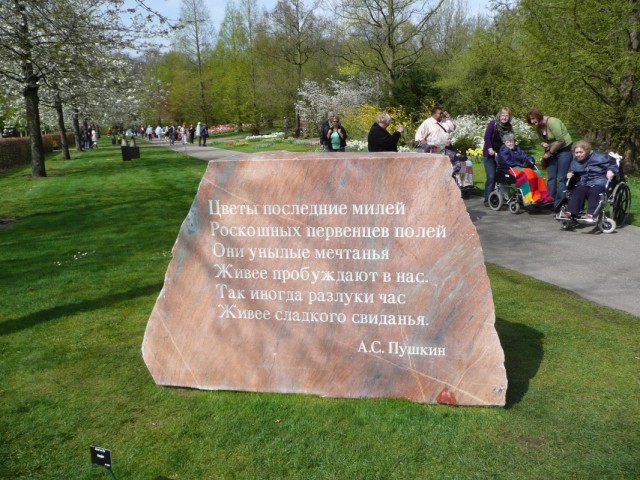 Цветы последние милей
Роскошных первенцев полей
Они унылые мечтанья
Живее пробуждают в нас.
Так иногда разлуки час
Живее сладкого свиданья.
А.С. Пушкин